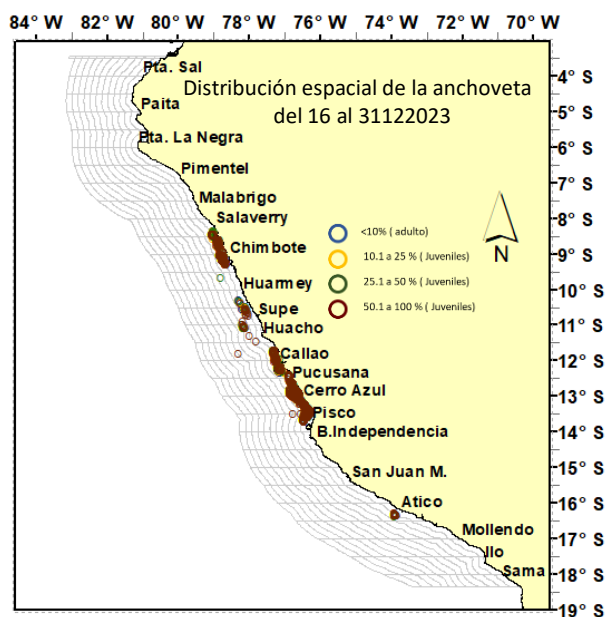 84° W 82° W 80° W 78° W 76° W 74° W 72° W 70° W
Distribución espacial de la anchoveta
del 16 al 31122023
Pta. Sal
Paita
Pta. La Negra
Pimentel
Malabrigo
Salaverry
Chimbote
Huarmey
Supe
Huacho
Callao
Pucusana
Cerro Azul
Pisco
B.Independencia
San Juan M.
Atico
Mollendo
Ilo
Sama
<10% ( adulto)
10.1 a 25 % ( Juveniles)
25.1 a 50 % ( Juveniles)
50.1 a 100 % ( Juveniles)
N
4° S
5° S
6° S
7° S
8° S
9° S
10° S
11° S
12° S
13° S
14° S
15° S
16° S
17° S
18° S
19° S